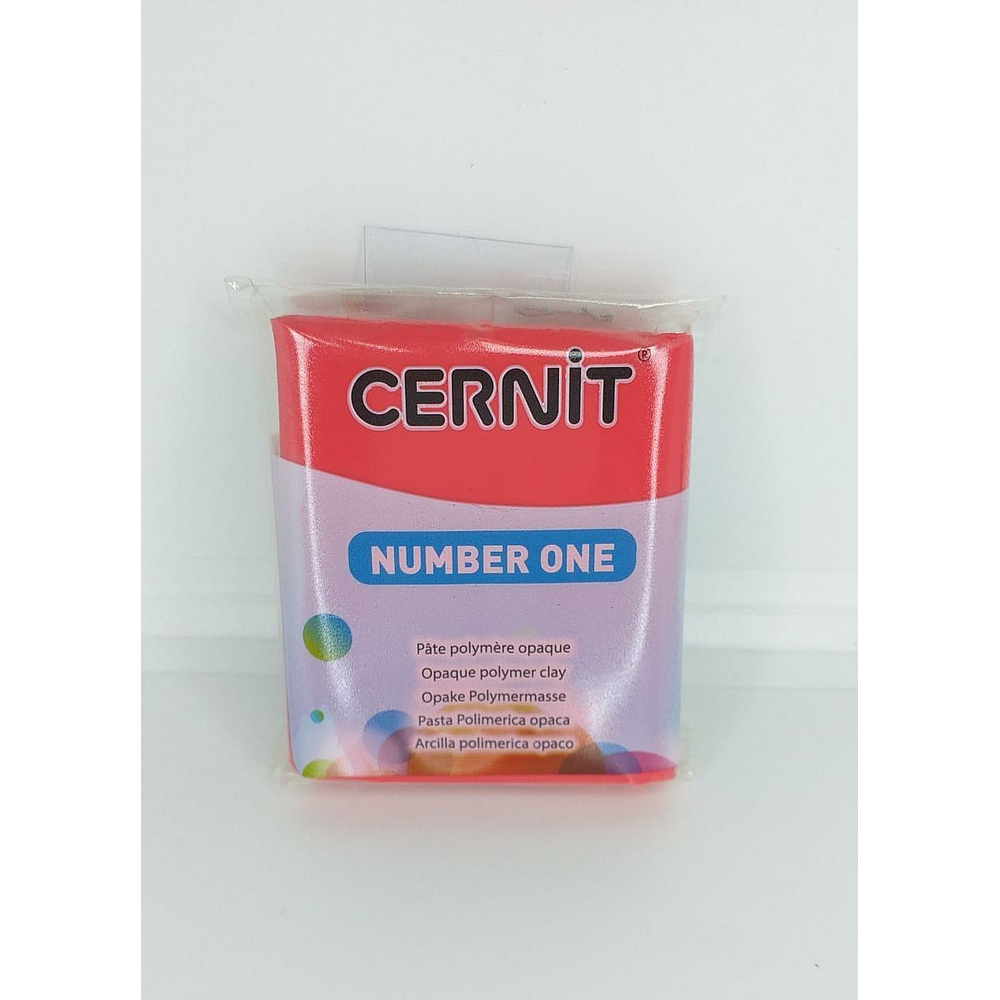 CERNiT®
NUMBER ONE
Pâte polymère opaque
Opaque polymer clay
Opake Polymermasse
Pasta Polimerica opaca
Arcilla polimerica opaco